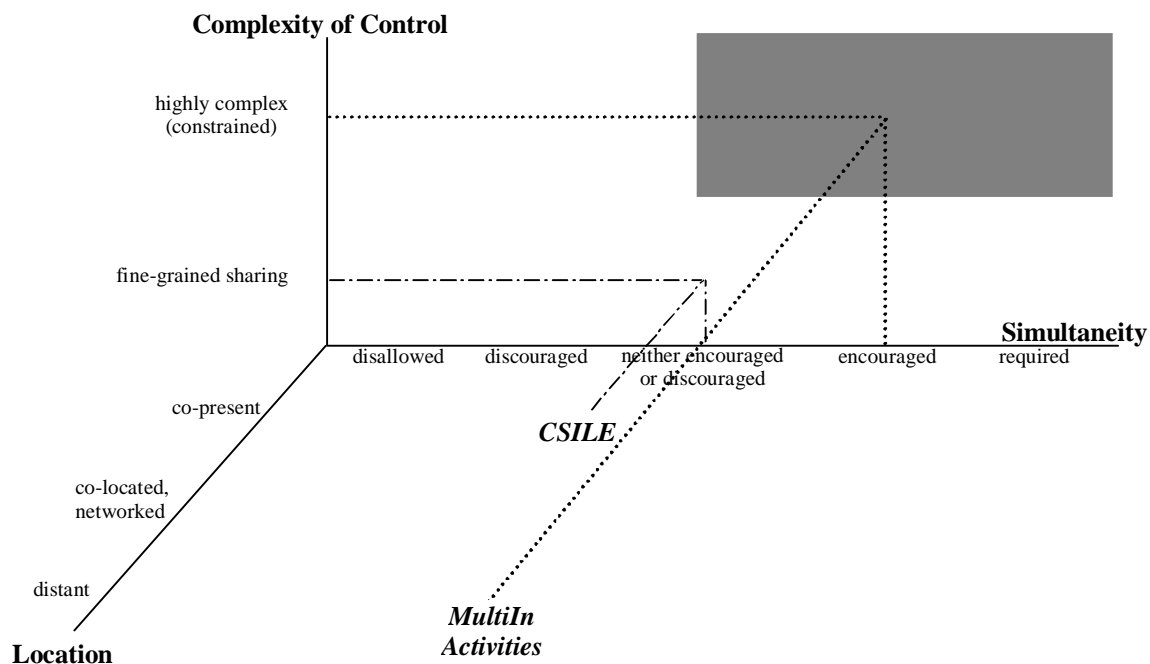 Complexity of Control
highly complex
(constrained)
fine-grained sharing
Simultaneity
disallowed
discouraged
neither encouraged
or discouraged
encouraged
required
co-present
CSILE
co-located,
networked
distant
MultiIn
Activities
Location